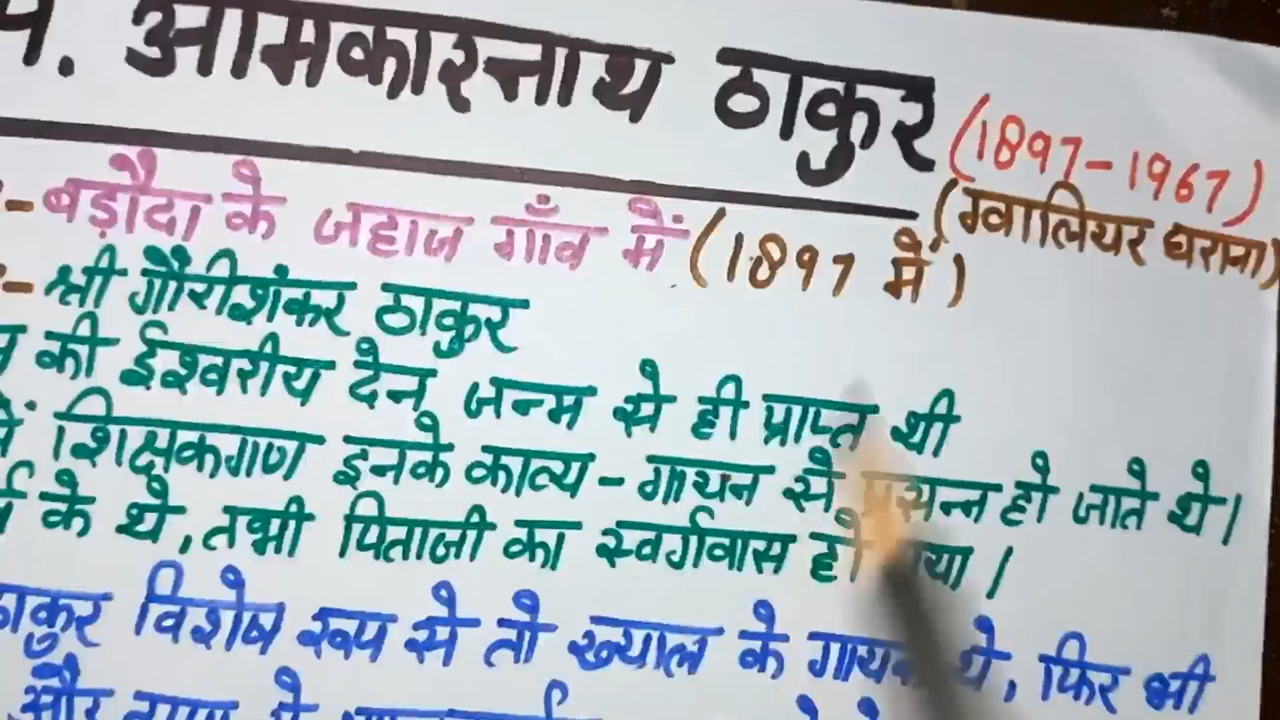 पं. ओमकारनाथ ठाकुर (1897-1967)
(ग्वालियर घराना)
:- बड़ौदा के जहाज गाँव में (1897 में)
:- श्री गौरीशंकर ठाकुर
की ईश्वरीय देन जन्म से ही प्राप्त थी
में शिक्षकगण इनके काव्य-गायन से प्रसन्न हो जाते थे।
के थे, तभी पिताजी का स्वर्गवास हो गया।
ठाकुर विशेष रूप से तो ख्याल के गायक थे, फिर भी
और